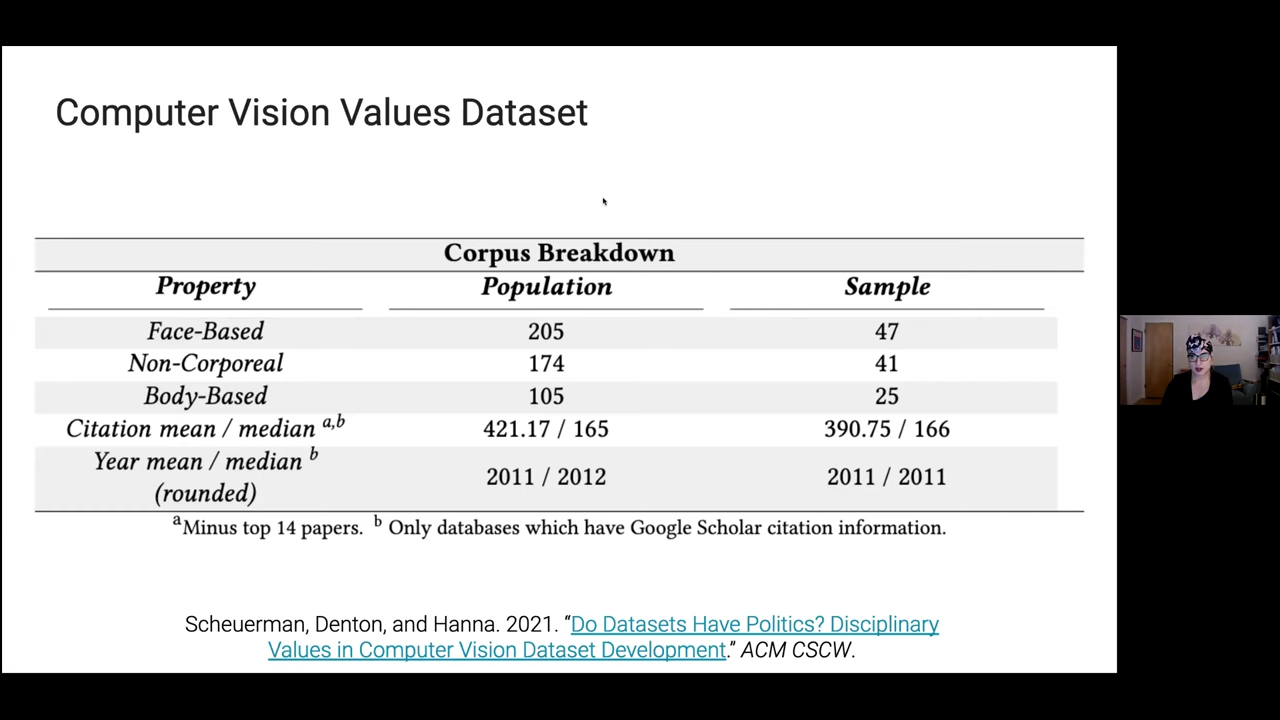 Computer Vision Values Dataset
Corpus Breakdown
Property Population Sample
Face-Based 205 47
Non-Corporeal 174 41
Body-Based 105 25
Citation mean / median a,b 421.17 / 165 390.75 / 166
Year mean / median b
(rounded) 2011 / 2012 2011 / 2011
a Minus top 14 papers. b Only databases which have Google Scholar citation information.
Scheuerman, Denton, and Hanna. 2021. “Do Datasets Have Politics? Disciplinary
Values in Computer Vision Dataset Development.” ACM CSCW.